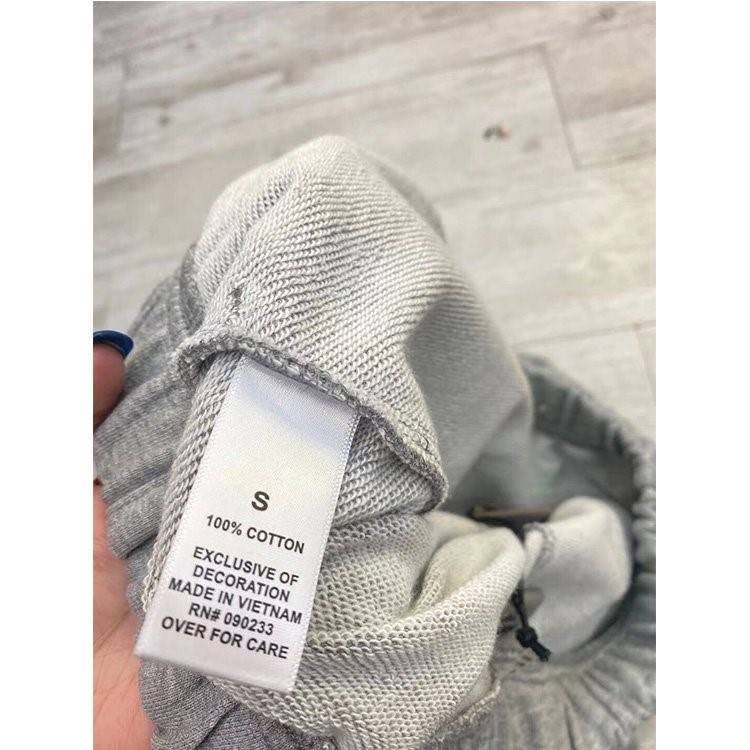 S
100% COTTON
EXCLUSIVE OF
DECORATION
MADE IN VIETNAM
RN# 090233
OVER FOR CARE